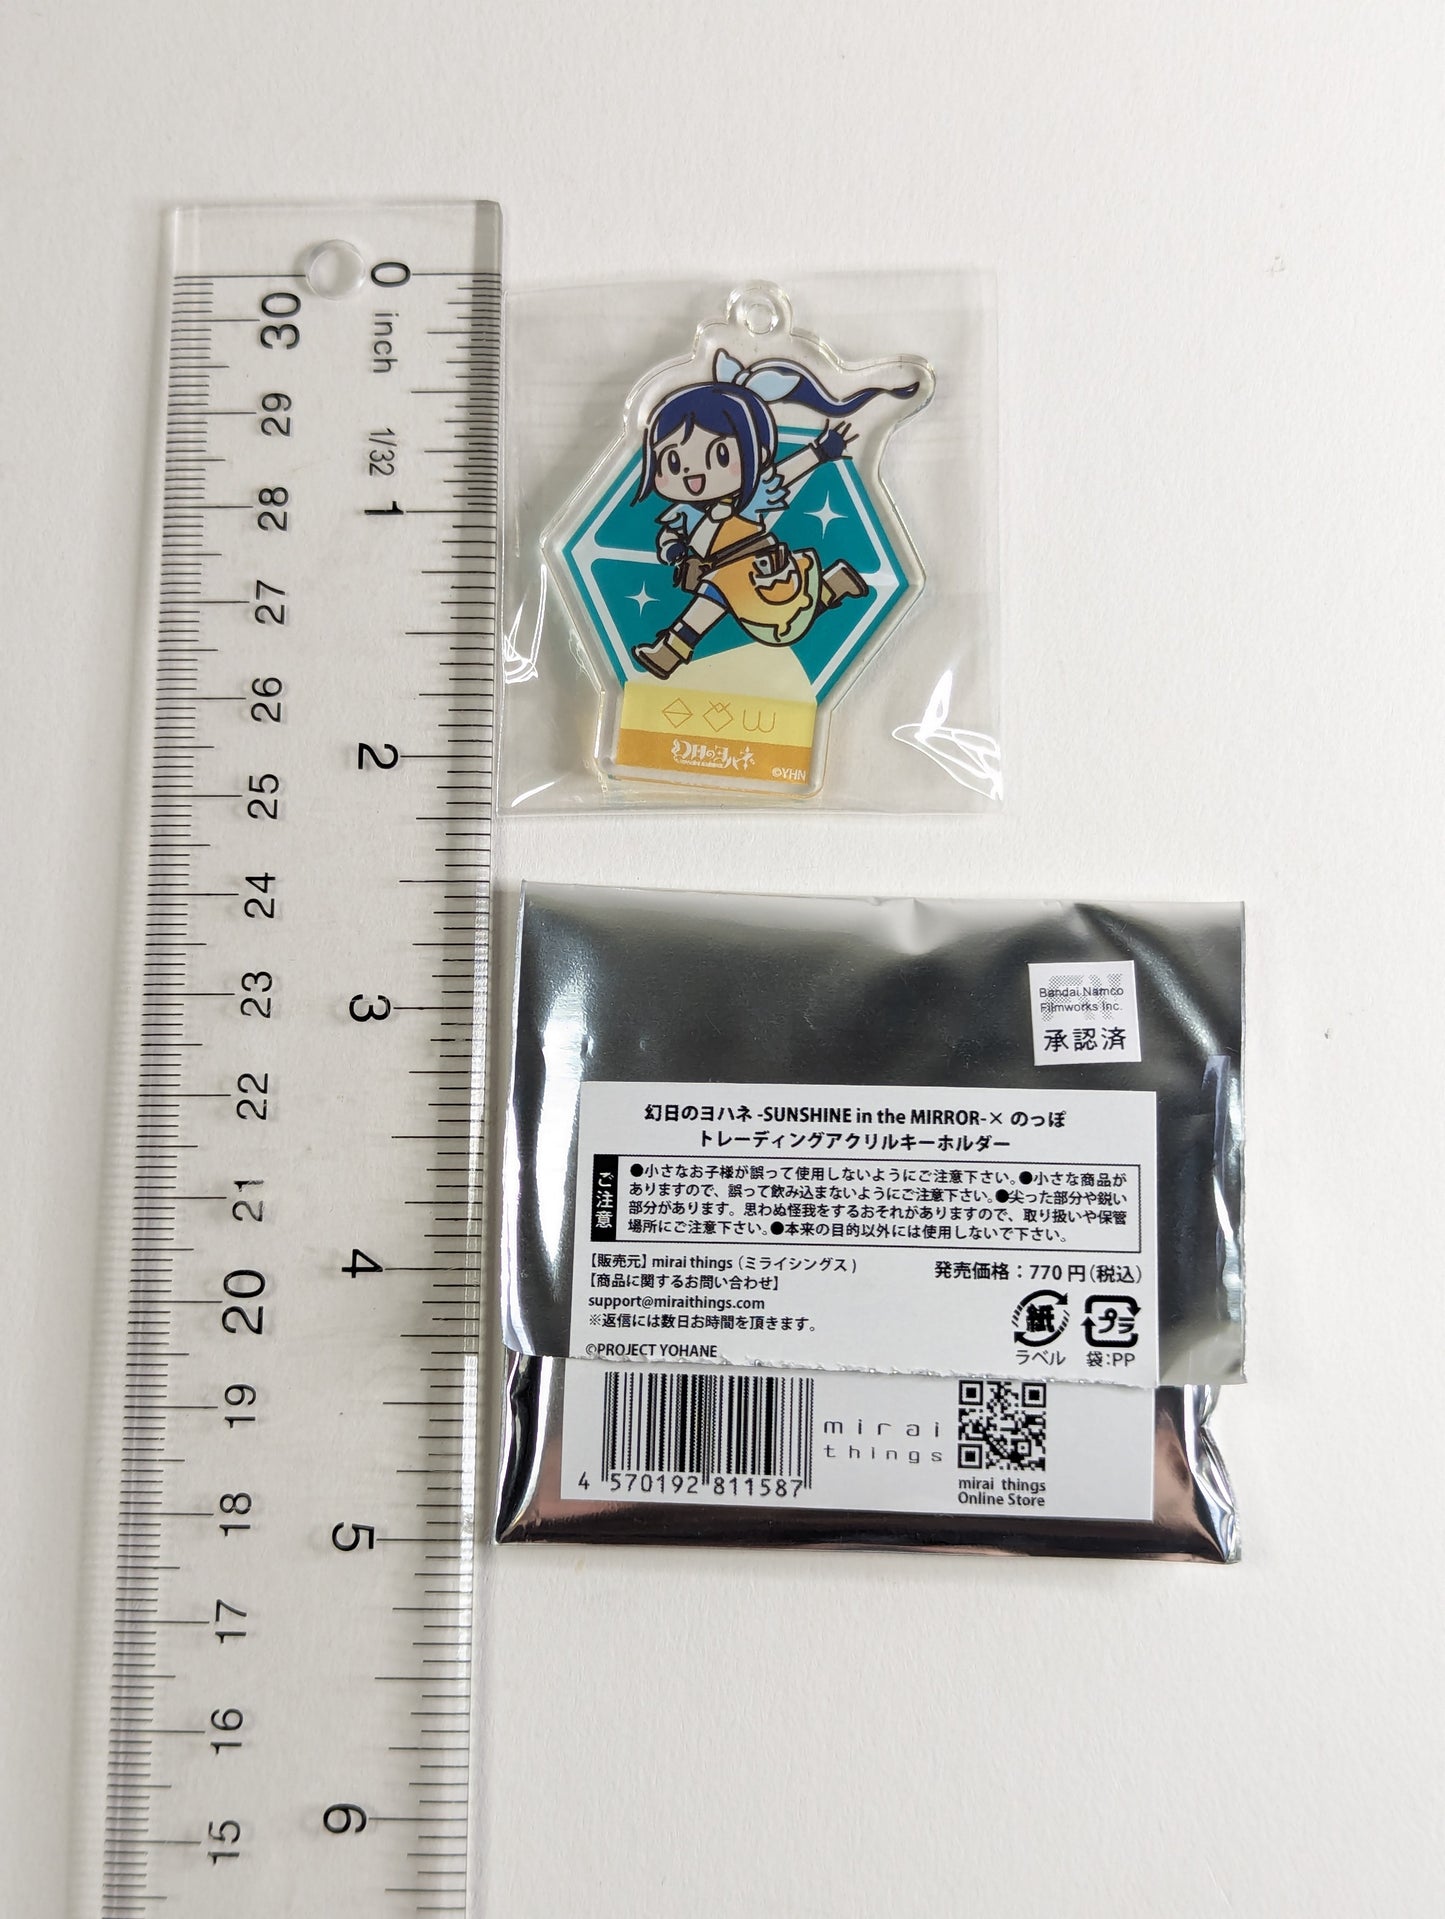 0
inch
1/32
1
2
3
4
5
6
30
29
28
27
26
25
24
23
22
21
20
19
18
17
16
15
幻日のヨハネ
©YHN
Bandai Namco
Filmworks Inc.
承認済
幻日のヨハネ -SUNSHINE in the MIRROR-× のっぽ
トレーディングアクリルキーホルダー
ご注意
●小さなお子様が誤って使用しないようにご注意下さい。●小さな商品が
ありますので、誤って飲み込まないようにご注意下さい。●尖った部分や鋭い
部分があります。思わぬ怪我をするおそれがありますので、取り扱いや保管
場所にご注意下さい。●本来の目的以外には使用しないで下さい。
【販売元】mirai things（ミライシングス)
【商品に関するお問い合わせ】
support@miraithings.com
※返信には数日お時間を頂きます。
発売価格：770円(税込)
紙
ラベル
プラ
袋:PP
©PROJECT YOHANE
4 570192 811587
mirai
things
mirai things
Online Store